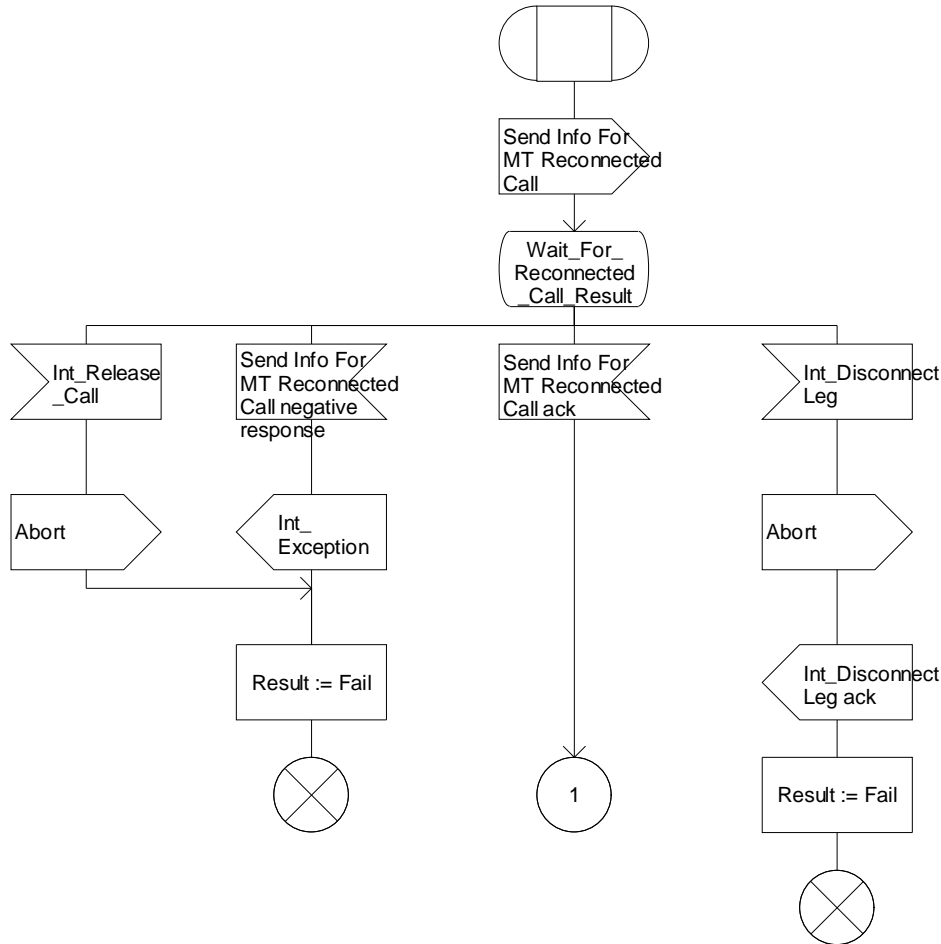 Send Info For
MT Reconnected
Call
Wait_For_
Reconnected
_Call_Result
Int_Release
_Call
Send Info For
MT Reconnected
Call negative
response
Send Info For
MT Reconnected
Call ack
Int_Disconnect
Leg
Abort
Int_
Exception
Abort
Result := Fail
Int_Disconnect
Leg ack
1
Result := Fail